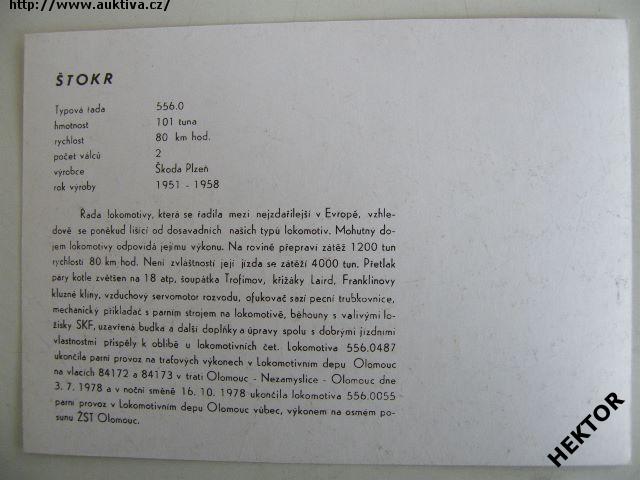 http://www.auktiva.cz/
ŠTOKR
Typová řada 556.0
hmotnost 101 tuna
rychlost 80 km hod.
počet válců 2
výrobce Škoda Plzeň
rok výroby 1951 - 1958
Řada lokomotivy, která se řadila mezi nejzdařilejší v Evropě, vzhle-
dově se poněkud lišící od dosavadních našich typů lokomotiv. Mohutný do-
jem lokomotivy odpovídá jejímu výkonu. Na rovině přepraví zátěž 1200 tun
rychlostí 80 km hod. Není zvláštností její jízda se zátěží 4000 tun. Přetlak
páry kotle zvětšen na 18 atp, šoupátka Trofimov, křižáky Laird, Franklinovy
kluzné klíny, vzduchový servomotor rozvodu, ofukovač sazí pecní trubkovnice,
mechanický přikladač s parním strojem na lokomotivě, běhouny s valivými lo-
žisky SKF, uzavřená budka a další doplňky a úpravy spolu s dobrými jízdními
vlastnostmi přispěly k oblibě u lokomotivních čet. Lokomotiva 556.0487
ukončila parní provoz na traťových výkonech v Lokomotivním depu Olomouc
na vlacích 84172 a 84173 v trati Olomouc - Nezamyslice - Olomouc dne
3. 7. 1978 a v noční směně 16. 10. 1978 ukončila lokomotiva 556.0055
parní provoz v Lokomotivním depu Olomouc vůbec, výkonem na osmém po-
sunu ŽST Olomouc.
HEKTOR